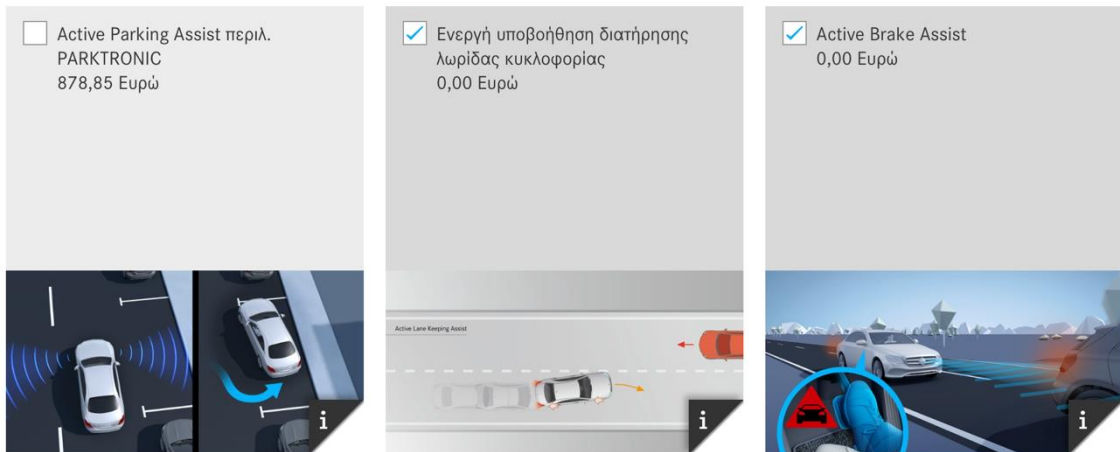 Active Parking Assist περιλ.
PARKTRONIC
878,85 Ευρώ
Ενεργή υποβοήθηση διατήρησης
λωρίδας κυκλοφορίας
0,00 Ευρώ
Active Brake Assist
0,00 Ευρώ
Active Lane Keeping Assist
i
i
i